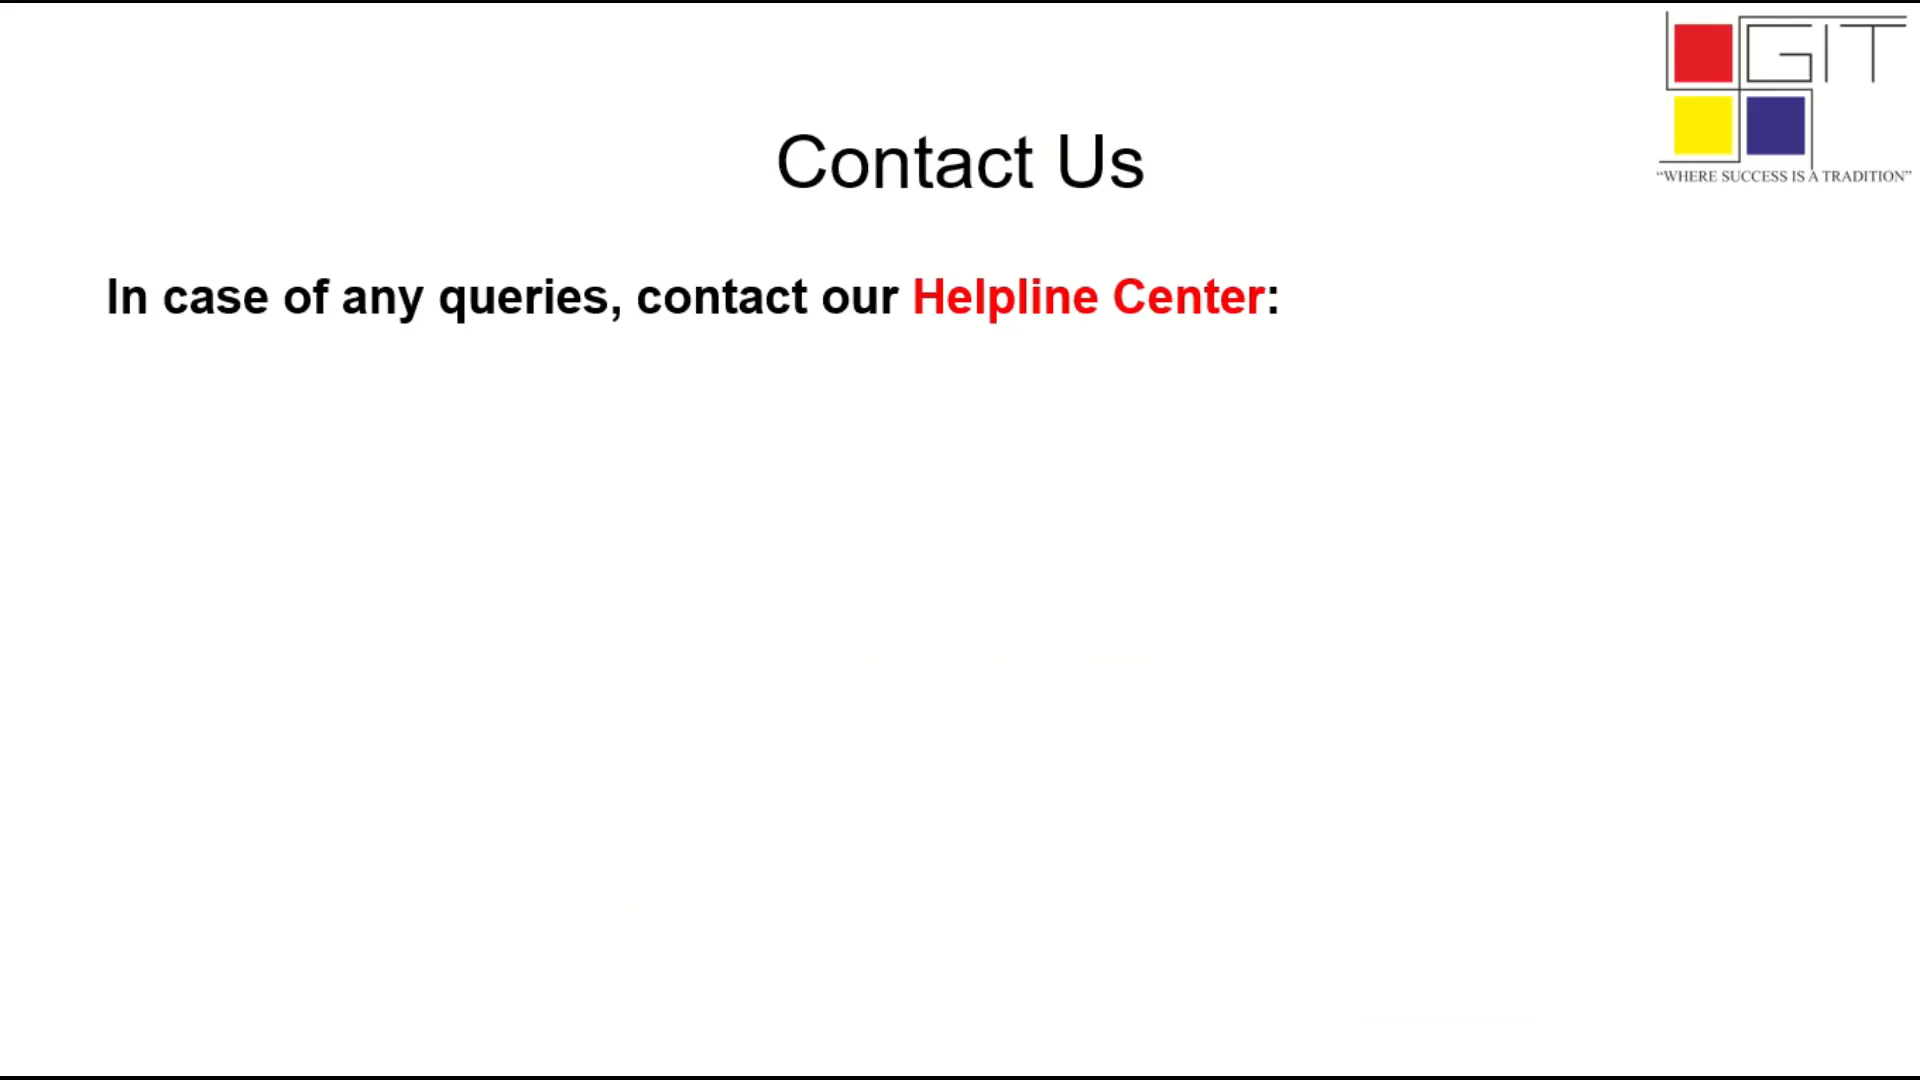 GIT
“WHERE SUCCESS IS A TRADITION”
Contact Us
In case of any queries, contact our Helpline Center: